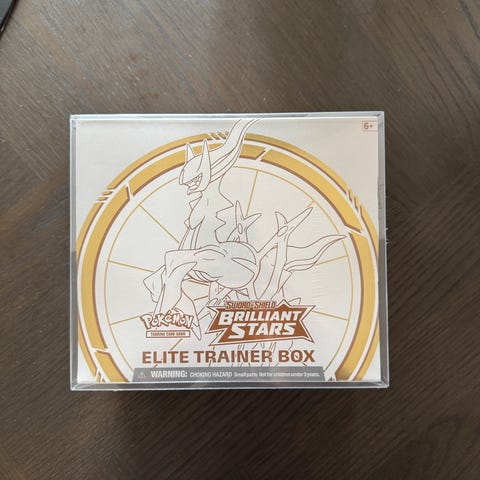 6+
SWORD & SHIELD
BRILLIANT
STARS
Pokémon
TRADING CARD GAME
ELITE TRAINER BOX
WARNING: CHOKING HAZARD Small parts Not for children under 3 years.